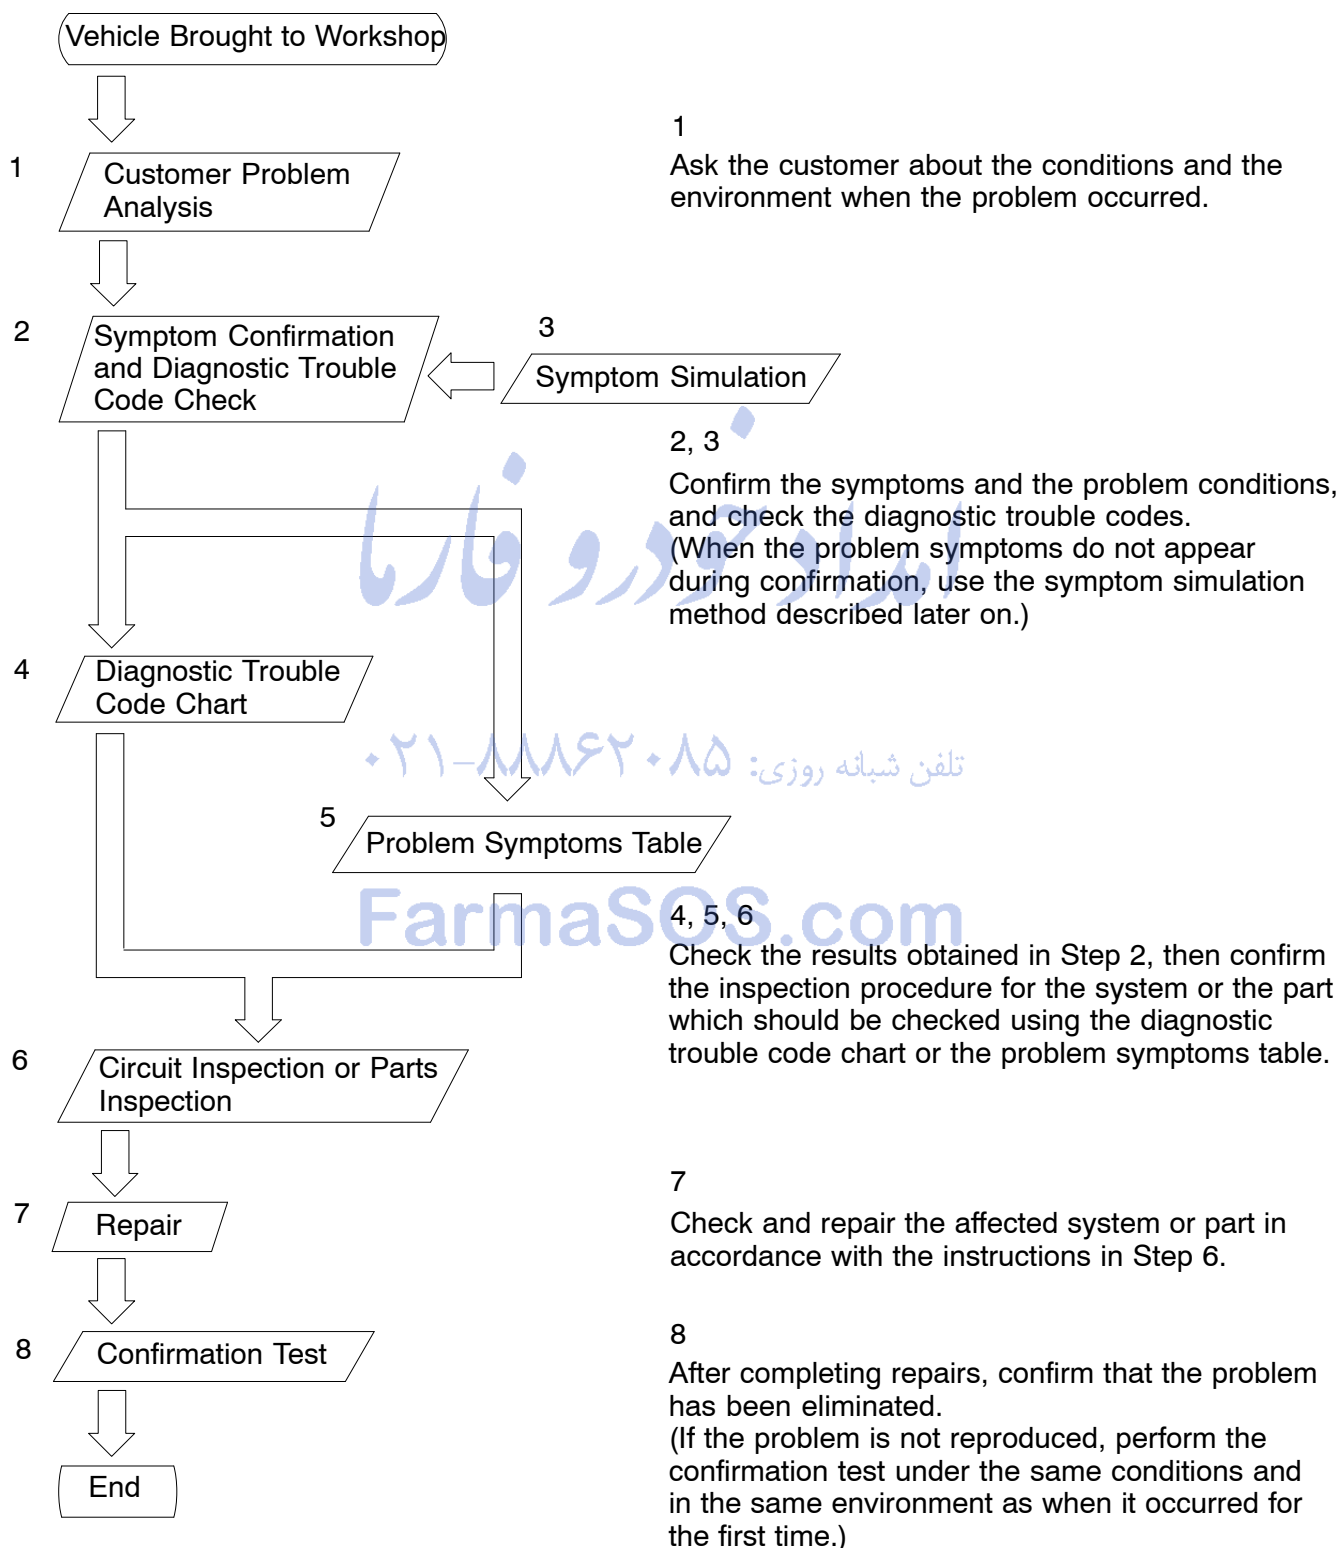 Vehicle Brought to Workshop
1
Customer Problem
Analysis
1
Ask the customer about the conditions and the
environment when the problem occurred.
2
Symptom Confirmation
and Diagnostic Trouble
Code Check
3
Symptom Simulation
2, 3
Confirm the symptoms and the problem conditions,
and check the diagnostic trouble codes.
(When the problem symptoms do not appear
during confirmation, use the symptom simulation
method described later on.)
امداد خودرو فارما
4
Diagnostic Trouble
Code Chart
تلفن شبانه روزی: ۰۲۱-۸۸۸۶۲۰۸۵
5
Problem Symptoms Table
FarmaSOS.com
4, 5, 6
Check the results obtained in Step 2, then confirm
the inspection procedure for the system or the part
which should be checked using the diagnostic
trouble code chart or the problem symptoms table.
6
Circuit Inspection or Parts
Inspection
7
Repair
7
Check and repair the affected system or part in
accordance with the instructions in Step 6.
8
Confirmation Test
8
After completing repairs, confirm that the problem
has been eliminated.
(If the problem is not reproduced, perform the
confirmation test under the same conditions and
in the same environment as when it occurred for
the first time.)
End